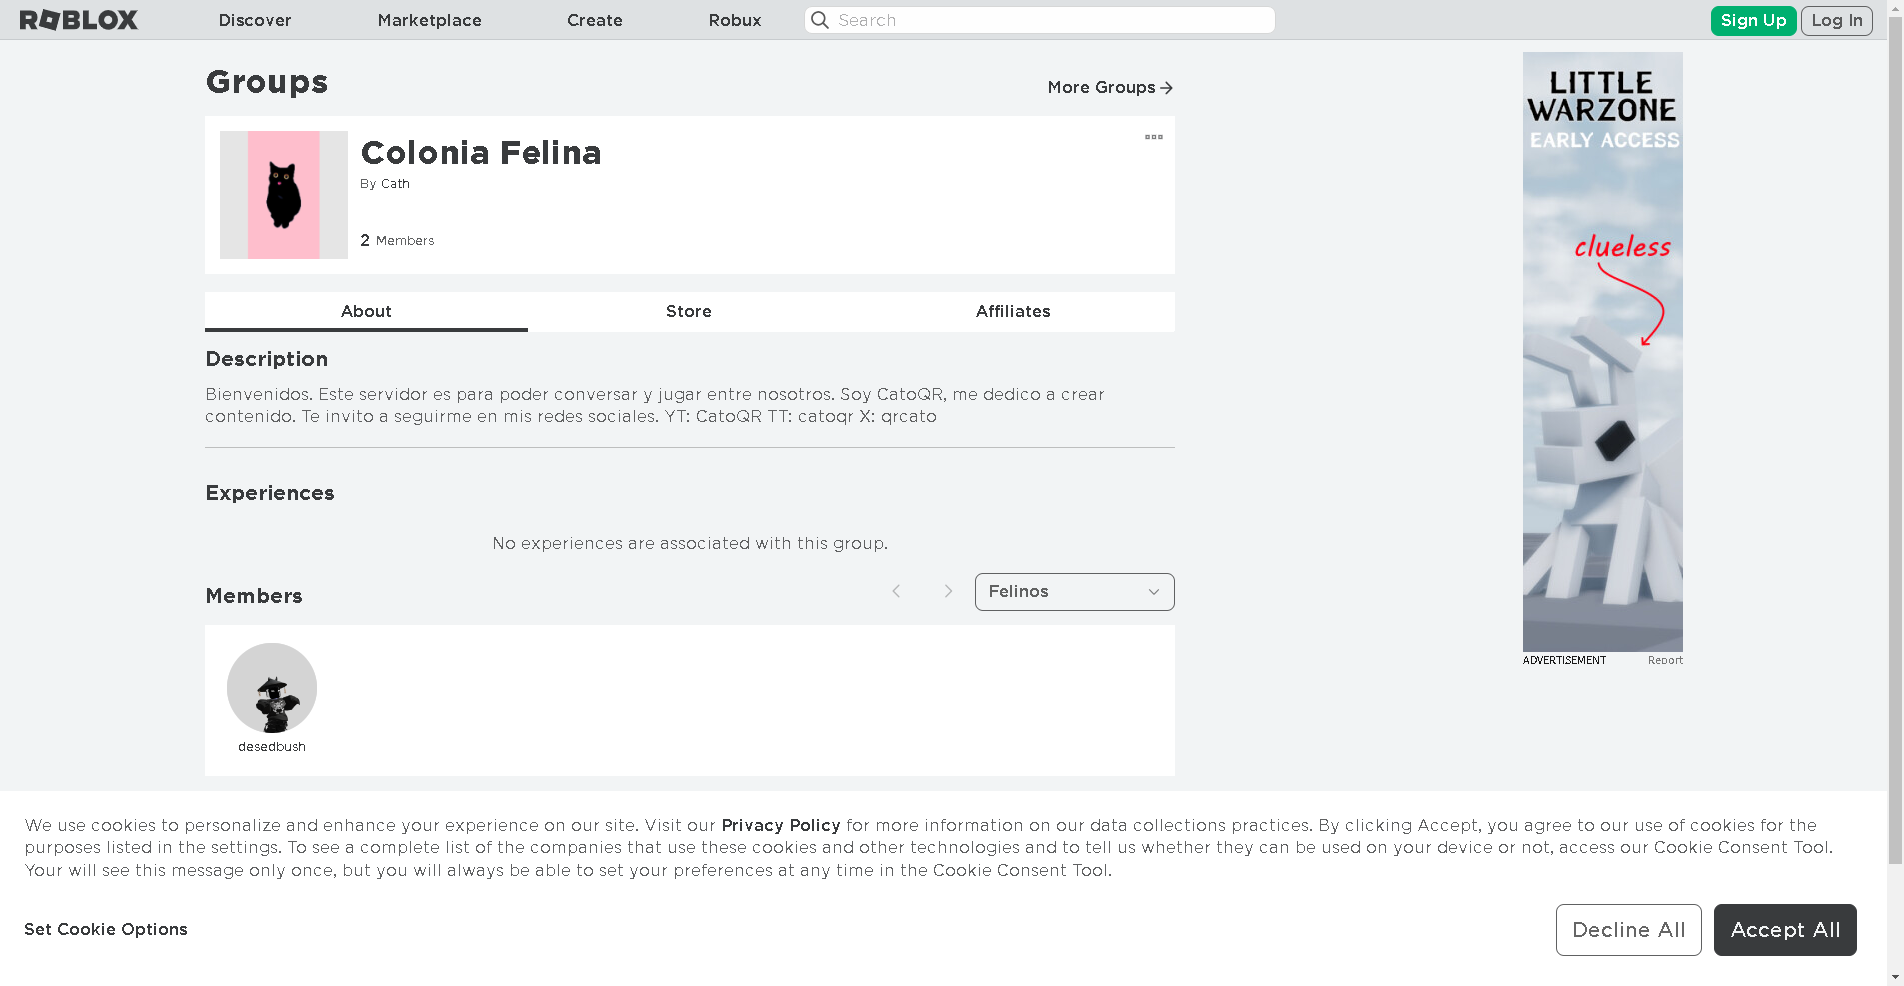 ROBLOX
Discover
Marketplace
Create
Robux
Search
Sign Up
Log In
Groups
More Groups
Colonia Felina
By Cath
2 Members
About
Store
Affiliates
Description
Bienvenidos. Este servidor es para poder conversar y jugar entre nosotros. Soy CatoQR, me dedico a crear
contenido. Te invito a seguirme en mis redes sociales. YT: CatoQR TT: catoqr X: qrcato
Experiences
No experiences are associated with this group.
Members
Felinos
desedbush
LITTLE
WARZONE
EARLY ACCESS
clueless
ADVERTISEMENT
Report
We use cookies to personalize and enhance your experience on our site. Visit our Privacy Policy for more information on our data collections practices. By clicking Accept, you agree to our use of cookies for the
purposes listed in the settings. To see a complete list of the companies that use these cookies and other technologies and to tell us whether they can be used on your device or not, access our Cookie Consent Tool.
Your will see this message only once, but you will always be able to set your preferences at any time in the Cookie Consent Tool.
Set Cookie Options
Decline All
Accept All